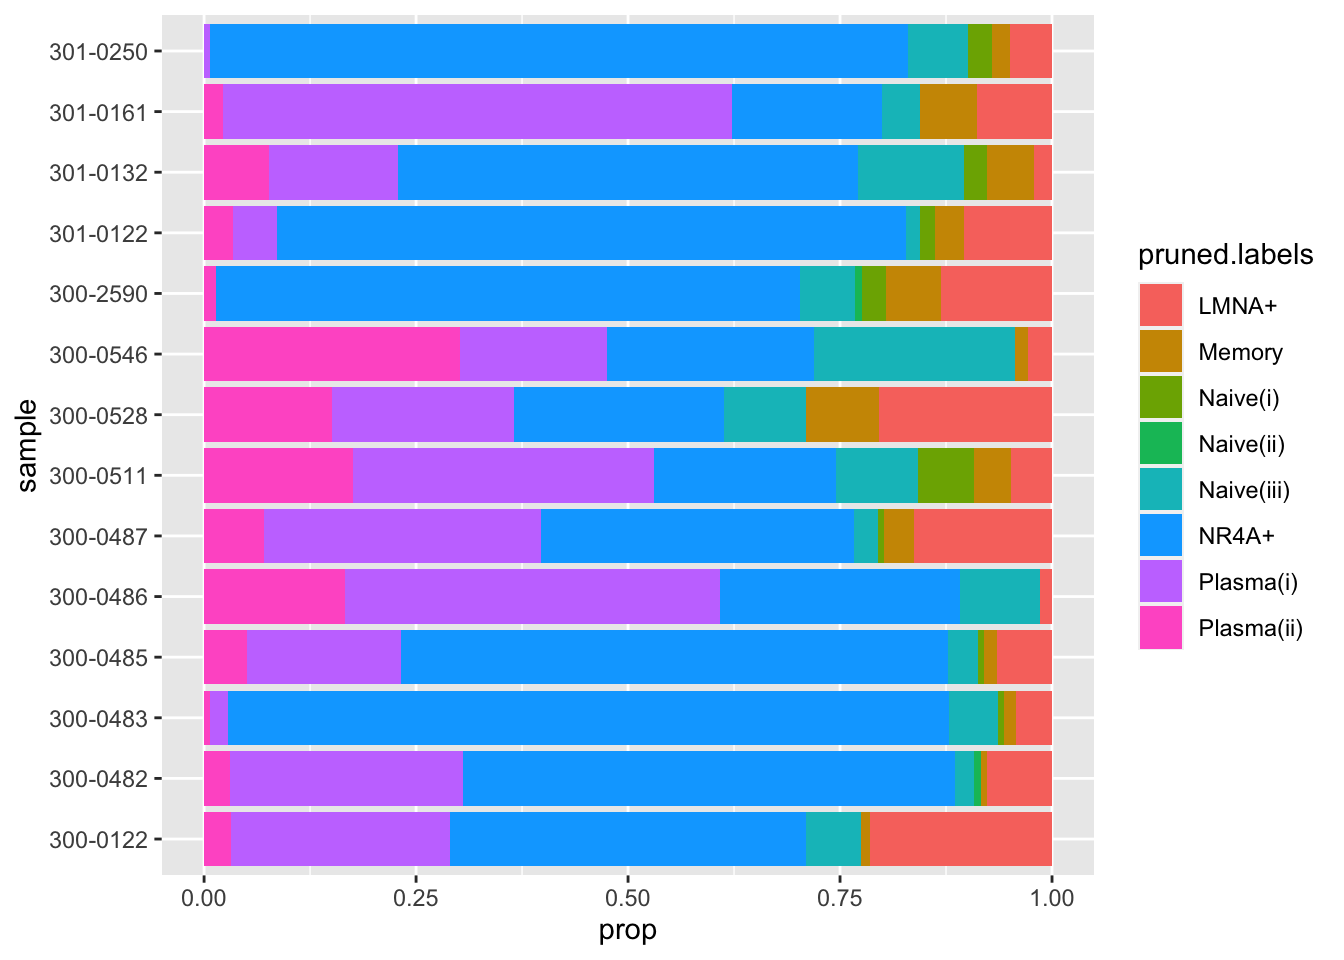 301-0250
301-0161
301-0132
301-0122
300-2590
300-0546
300-0528
300-0511
300-0487
300-0486
300-0485
300-0483
300-0482
300-0122
sample
0.00 0.25 0.50 0.75 1.00
prop
pruned.labels
LMNA+
Memory
Naive(i)
Naive(ii)
Naive(iii)
NR4A+
Plasma(i)
Plasma(ii)